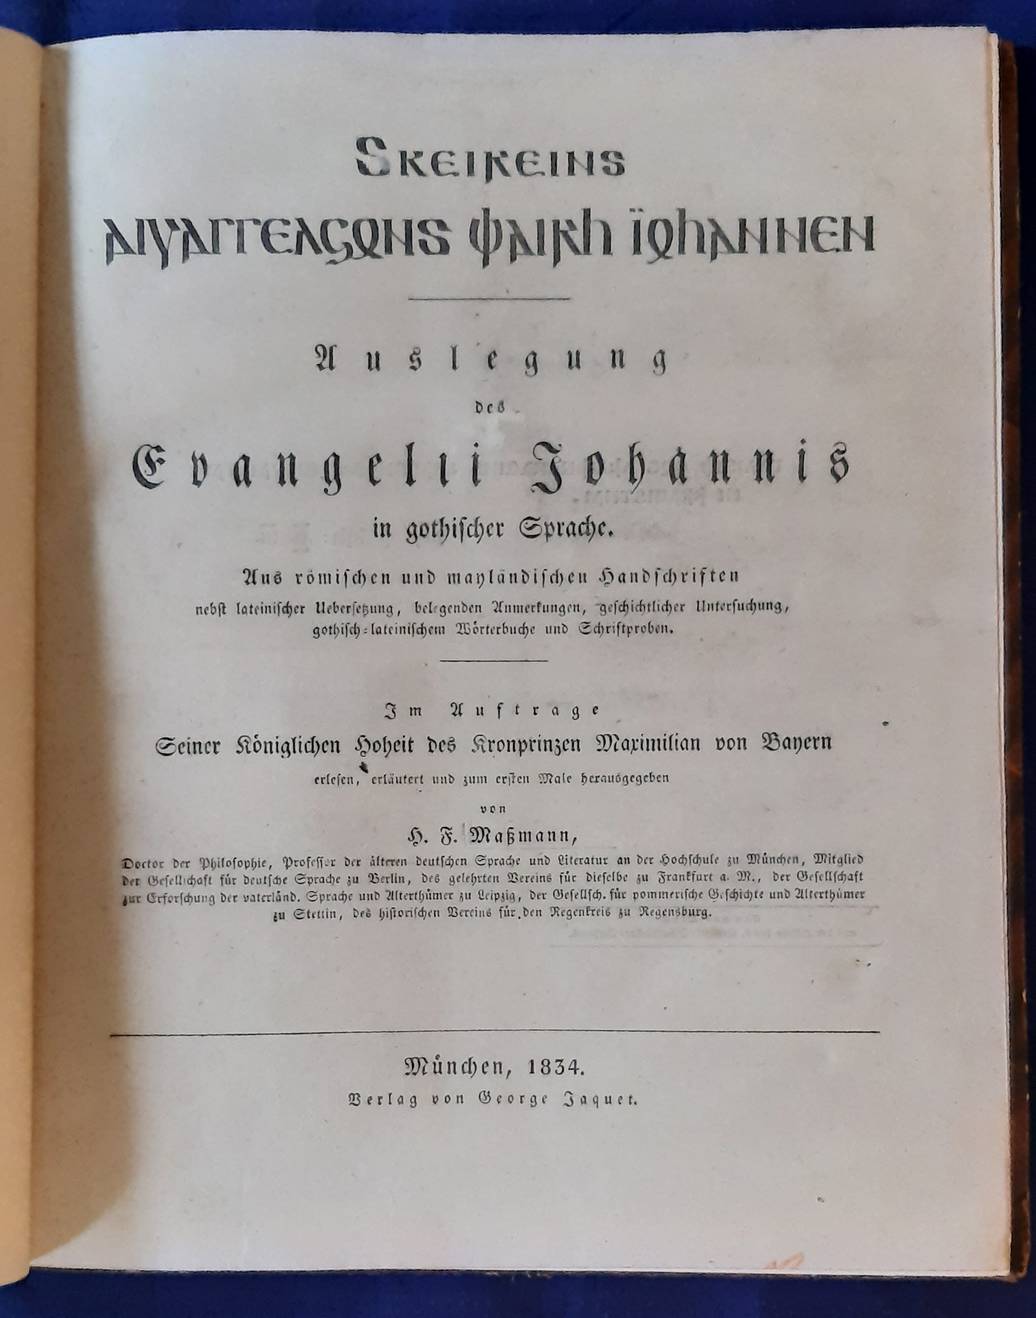 𐍃𐌺𐌴𐌹𐍂𐌴𐌹𐌽𐍃
𐌰𐌹𐍅𐌰𐌲𐌲𐌴𐌻𐌾𐍉𐌽𐍃 𐌸𐌰𐌹𐍂𐌷 𐌹̈𐍉𐌷𐌰𐌽𐌽𐌴𐌽
Auslegung
des
Evangelii Johannis
in gothischer Sprache.
Aus römischen und mayländischen Handschriften
nebst lateinischer Uebersetzung, belegenden Anmerkungen, geschichtlicher Untersuchung,
gothisch-lateinischem Wörterbuche und Schriftproben.
Im Auftrage
Seiner Königlichen Hoheit des Kronprinzen Maximilian von Bayern
erlesen, erläutert und zum ersten Male herausgegeben
von
H. F. Maßmann,
Doctor der Philosophie, Professor der älteren deutschen Sprache und Literatur an der Hochschule zu München, Mitglied
der Gesellschaft für deutsche Sprache zu Berlin, des gelehrten Vereins für dieselbe zu Frankfurt a. M., der Gesellschaft
zur Erforschung der vaterländ. Sprache und Alterthümer zu Leipzig, der Gesellsch. für pommerische Geschichte und Alterthümer
zu Stettin, des historischen Vereins für den Regenkreis zu Regensburg.
München, 1834.
Verlag von George Jaquet.